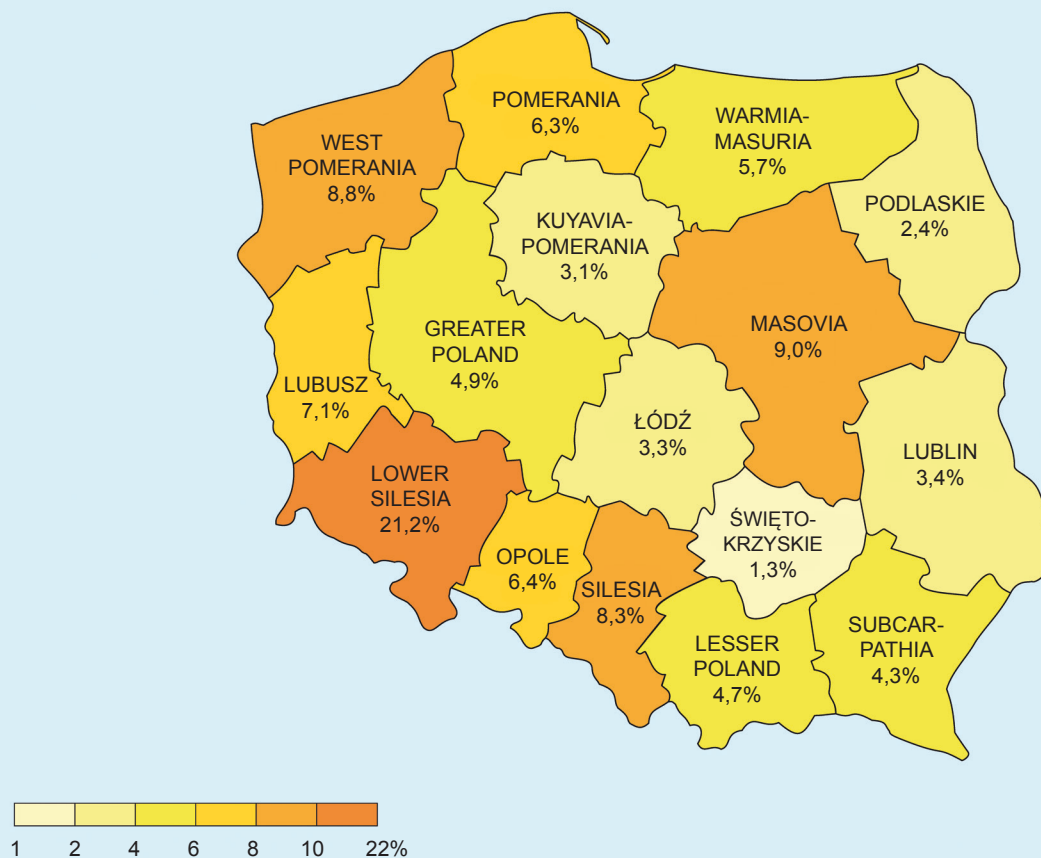 POMERANIA
6,3%
WARMIA-
MASURIA
5,7%
WEST
POMERANIA
8,8%
PODLASKIE
2,4%
KUYAVIA-
POMERANIA
3,1%
MASOVIA
9,0%
GREATER
POLAND
4,9%
LUBUSZ
7,1%
ŁÓDŹ
3,3%
LUBLIN
3,4%
LOWER
SILESIA
21,2%
ŚWIĘTO-
KRZYSKIE
1,3%
OPOLE
6,4%
SILESIA
8,3%
SUBCAR-
PATHIA
4,3%
LESSER
POLAND
4,7%
1 2 4 6 8 10 22%